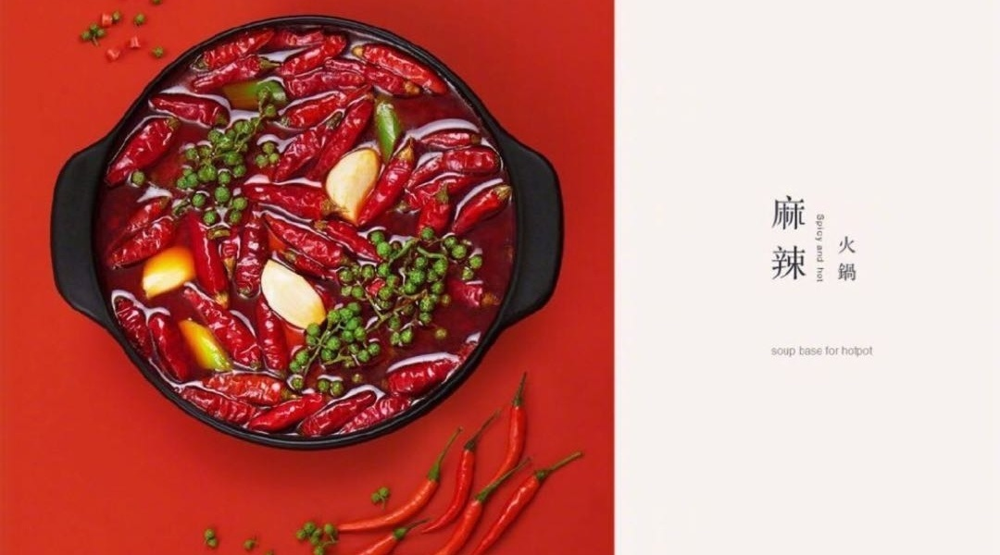 麻辣
Spicy and hot
火鍋
soup base for hotpot